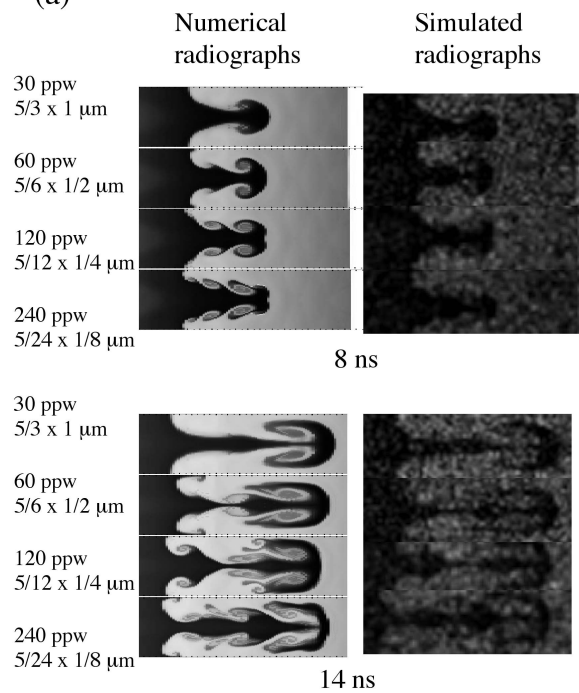 (a)
Numerical
radiographs
Simulated
radiographs
30 ppw
5/3 x 1 μm
60 ppw
5/6 x 1/2 μm
120 ppw
5/12 x 1/4 μm
240 ppw
5/24 x 1/8 μm
8 ns
30 ppw
5/3 x 1 μm
60 ppw
5/6 x 1/2 μm
120 ppw
5/12 x 1/4 μm
240 ppw
5/24 x 1/8 μm
14 ns